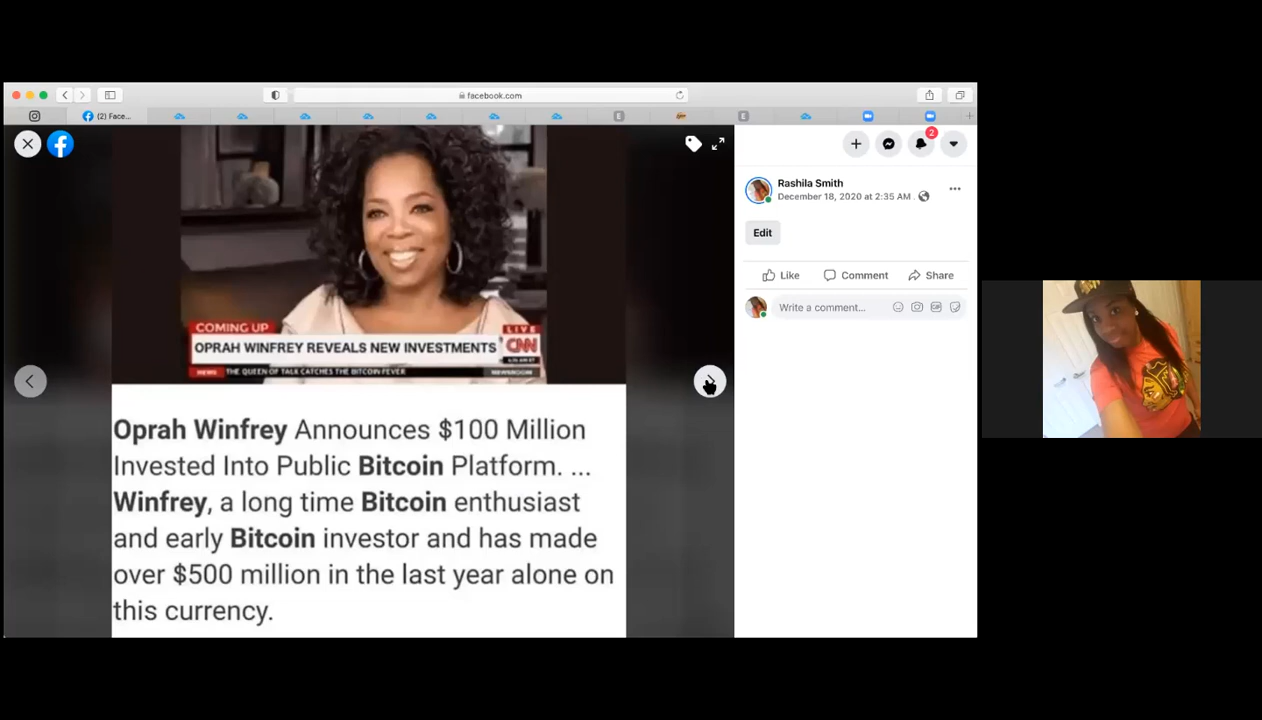 facebook.com
(2) Face...
2
COMING UP
LIVE
OPRAH WINFREY REVEALS NEW INVESTMENTS
CNN
NEWS THE QUEEN OF TALK CATCHES THE BITCOIN FEVER NEWSROOM
Oprah Winfrey Announces $100 Million
Invested Into Public Bitcoin Platform. ...
Winfrey, a long time Bitcoin enthusiast
and early Bitcoin investor and has made
over $500 million in the last year alone on
this currency.
Rashila Smith
December 18, 2020 at 2:35 AM ·
Edit
Like Comment Share
Write a comment...